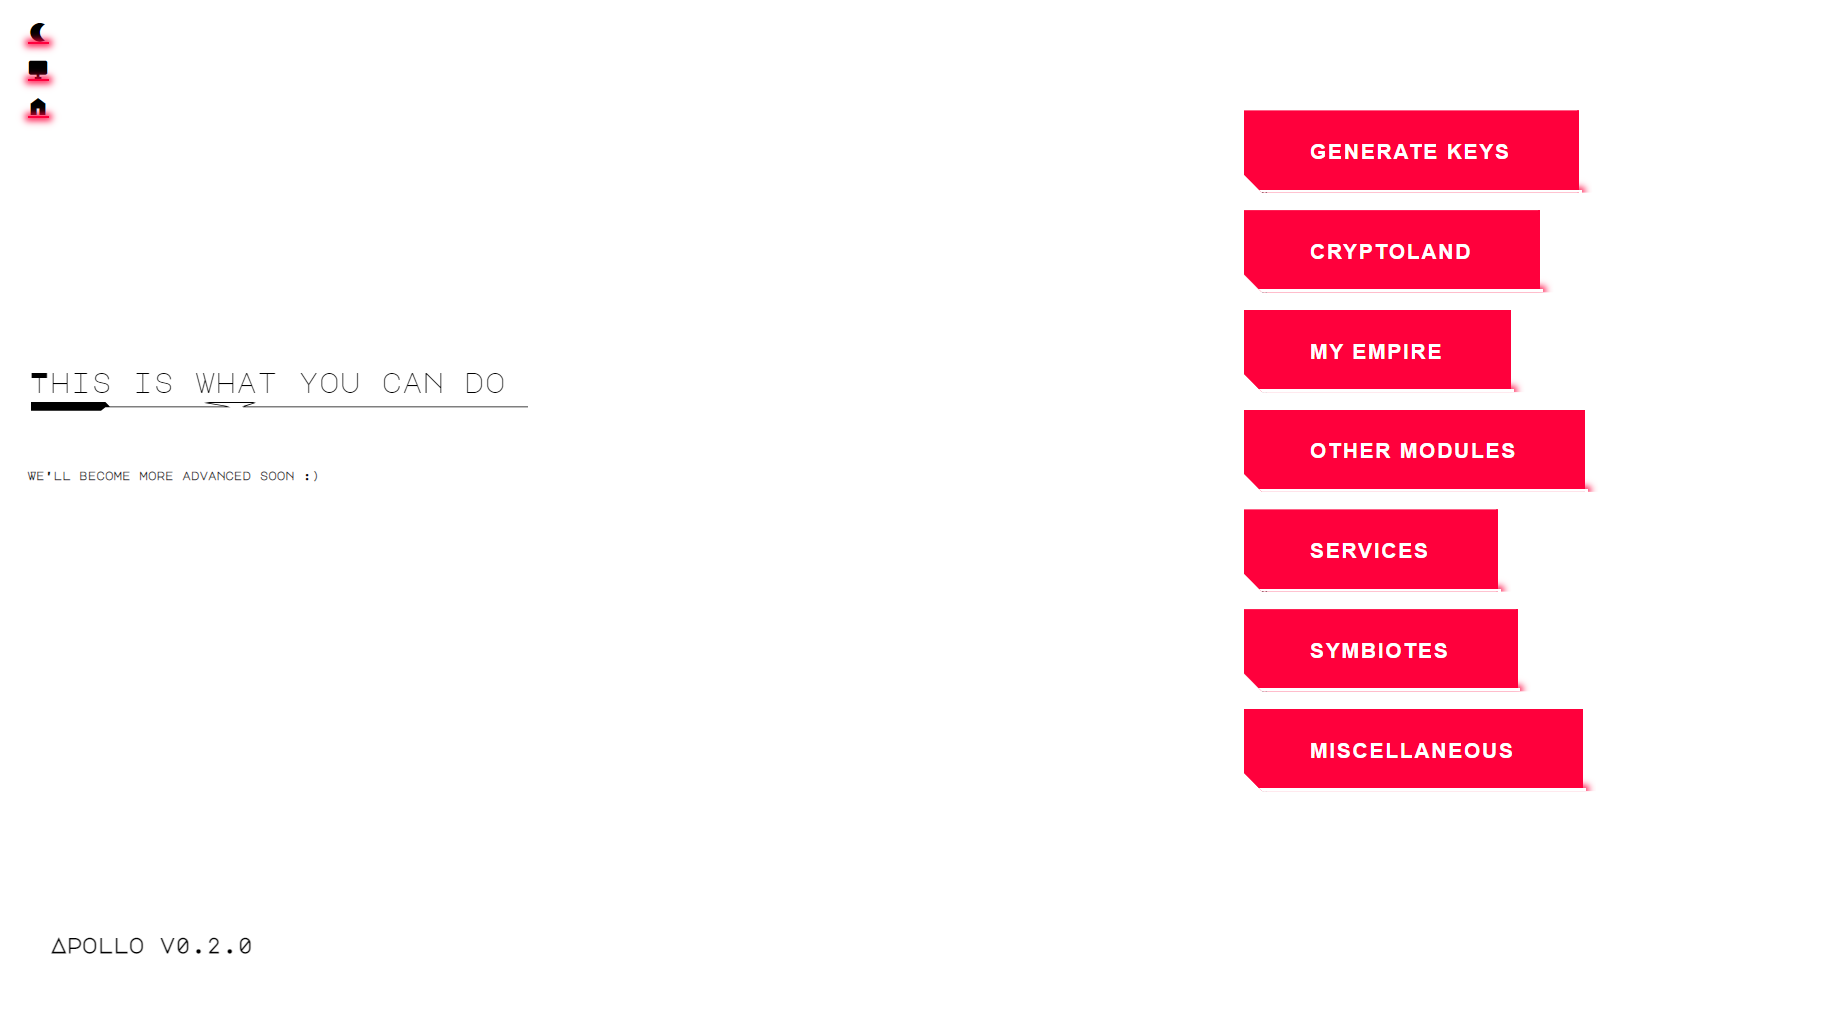 THIS IS WHAT YOU CAN DO
WE'LL BECOME MORE ADVANCED SOON :)
GENERATE KEYS
CRYPTOLAND
MY EMPIRE
OTHER MODULES
SERVICES
SYMBIOTES
MISCELLANEOUS
ΔPOLLO V0.2.0